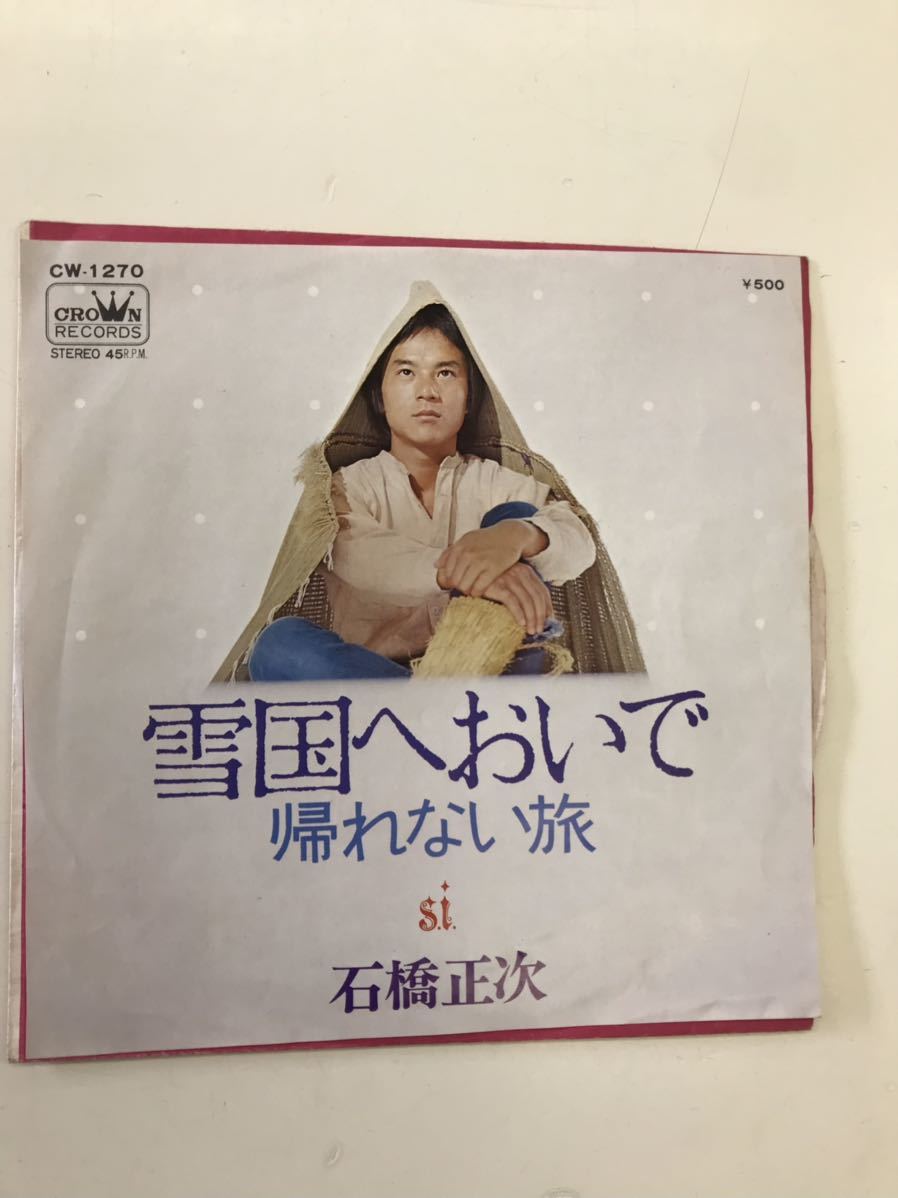 CW-1270
¥500
CROWN
RECORDS
STEREO 45R.P.M.
雪国へおいで
帰れない旅
s.i.
石橋正次